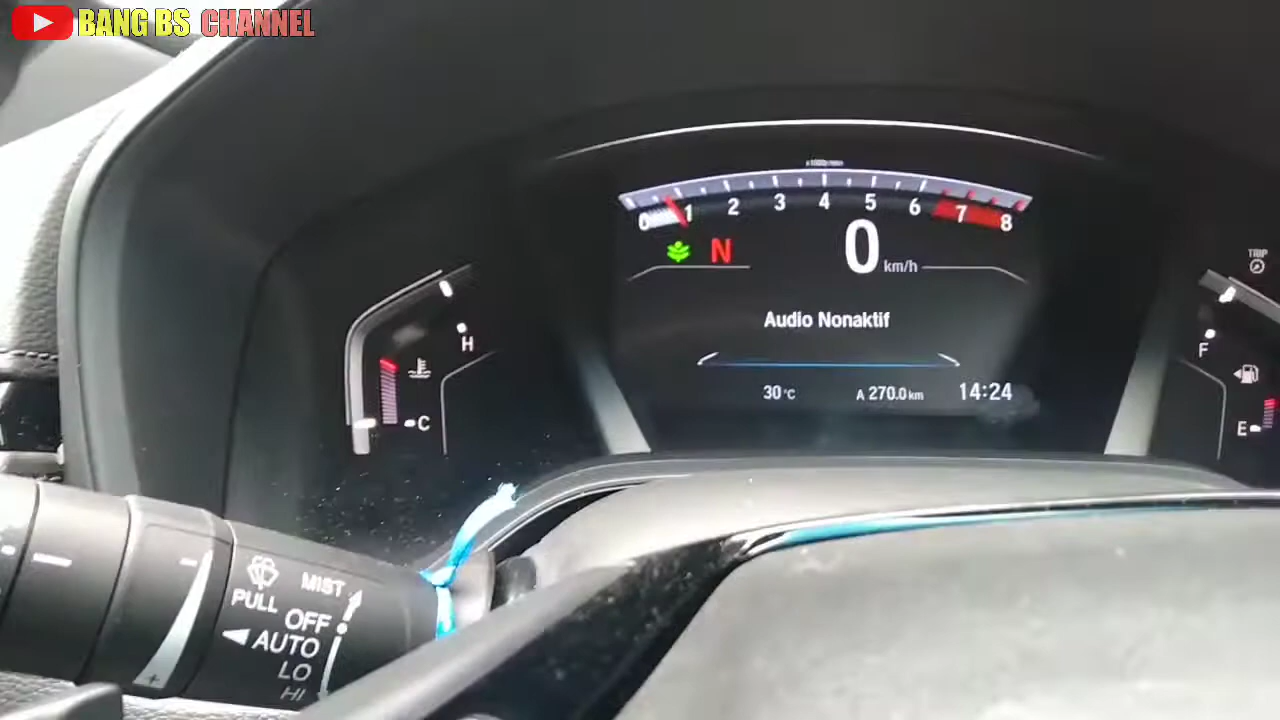 BANG BS CHANNEL
0 1 2 3 4 5 6 7 8
N
0 km/h
TRIP
Audio Nonaktif
H
F
C
E
30°C
A 270.0 km
14:24
MIST
PULL
OFF
AUTO
LO
HI